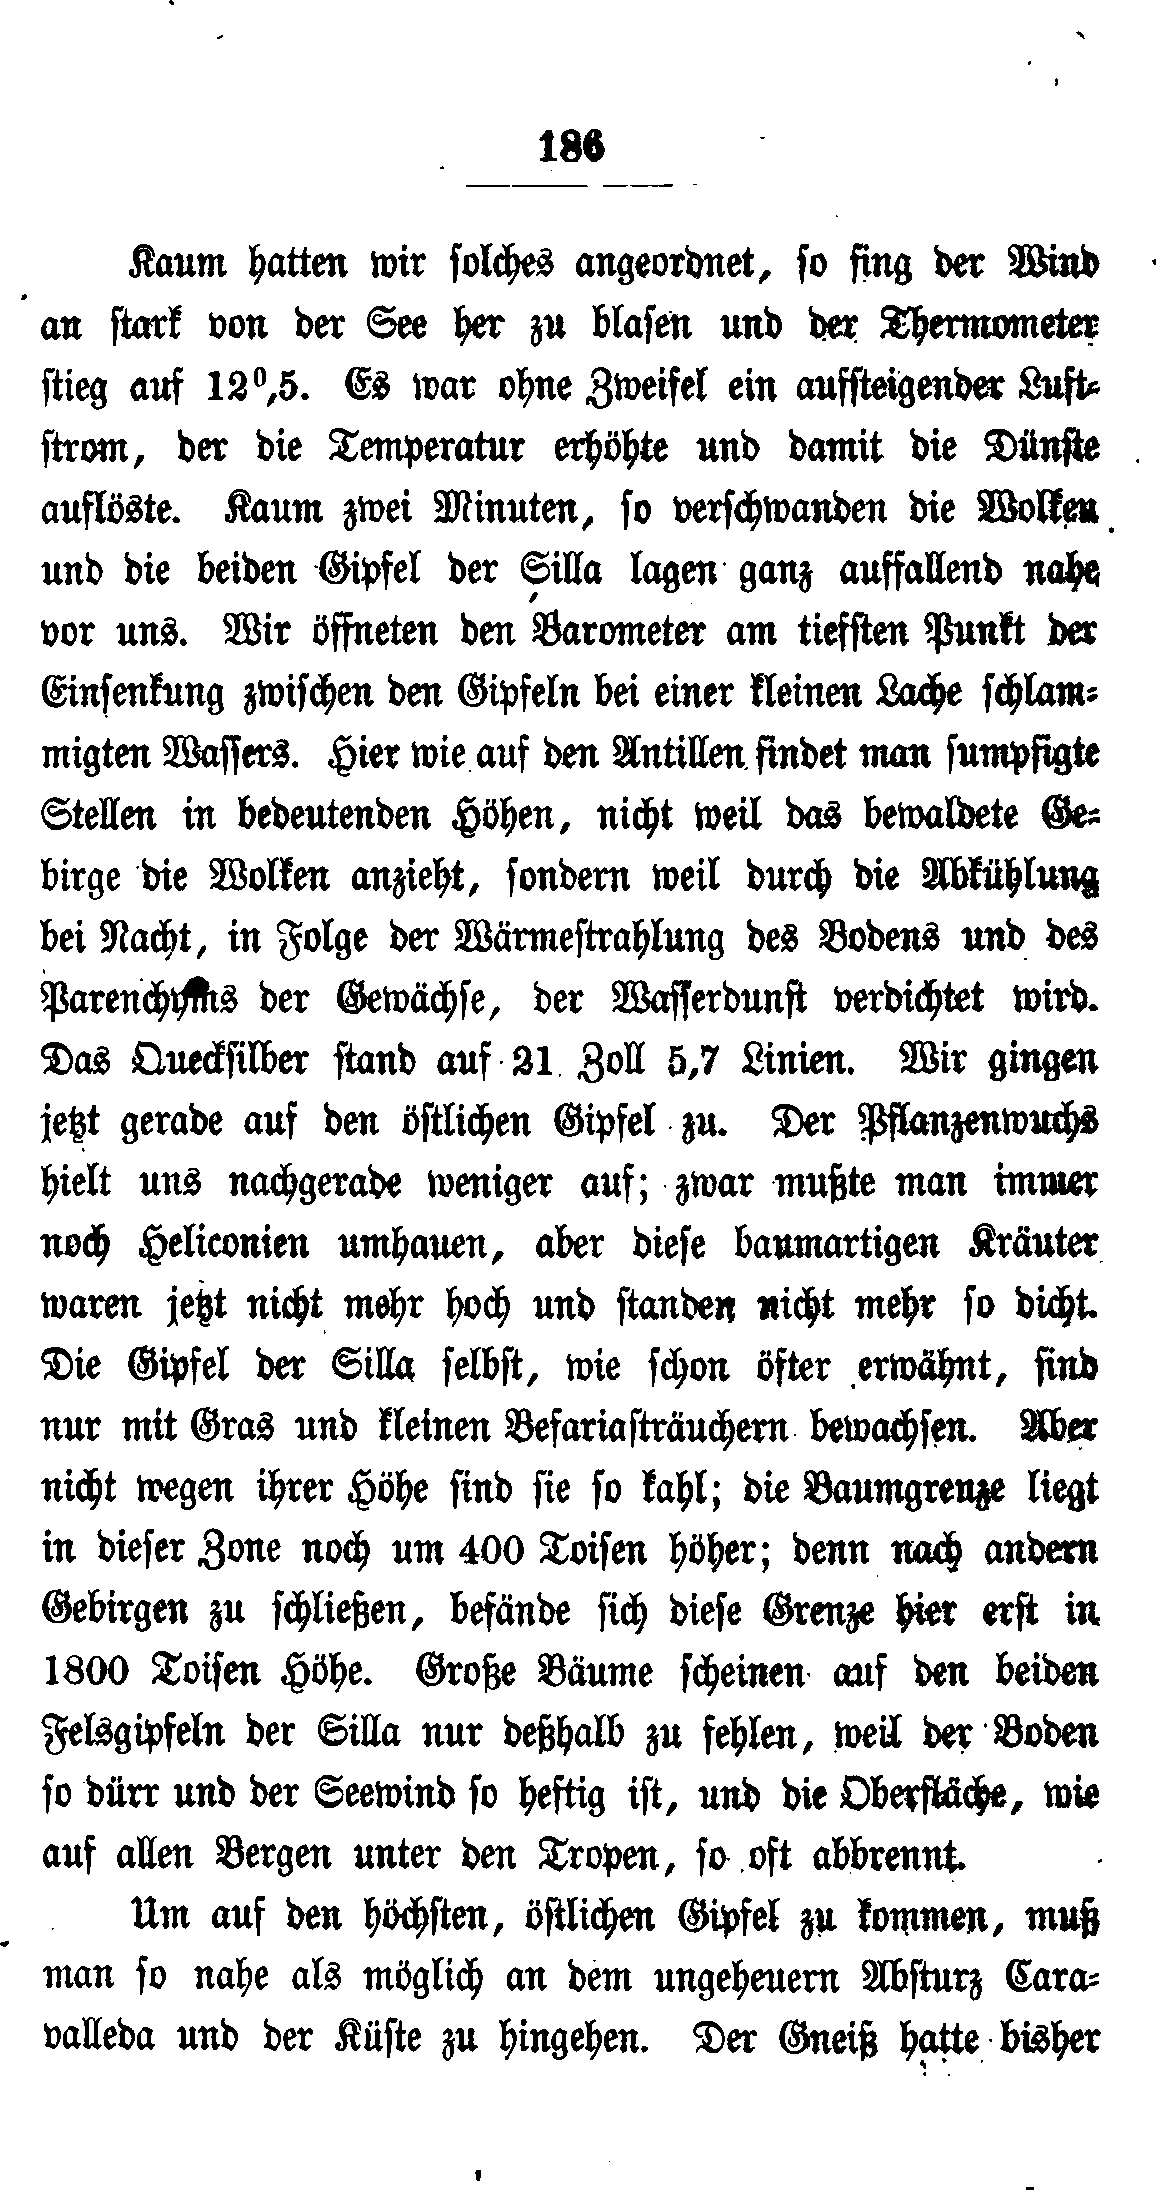 186
Kaum hatten wir solches angeordnet, so fing der Wind
an stark von der See her zu blasen und der Thermometer
stieg auf 12⁰,5. Es war ohne Zweifel ein aufsteigender Luft-
strom, der die Temperatur erhöhte und damit die Dünste
auflöste. Kaum zwei Minuten, so verschwanden die Wolken
und die beiden Gipfel der Silla lagen ganz auffallend nahe
vor uns. Wir öffneten den Barometer am tiefsten Punkt der
Einsenkung zwischen den Gipfeln bei einer kleinen Lache schlam-
migten Wassers. Hier wie auf den Antillen findet man sumpfigte
Stellen in bedeutenden Höhen, nicht weil das bewaldete Ge-
birge die Wolken anzieht, sondern weil durch die Abkühlung
bei Nacht, in Folge der Wärmestrahlung des Bodens und des
Parenchyms der Gewächse, der Wasserdunst verdichtet wird.
Das Quecksilber stand auf 21 Zoll 5,7 Linien. Wir gingen
jetzt gerade auf den östlichen Gipfel zu. Der Pflanzenwuchs
hielt uns nachgerade weniger auf; zwar mußte man immer
noch Heliconien umhauen, aber diese baumartigen Kräuter
waren jetzt nicht mehr hoch und standen nicht mehr so dicht.
Die Gipfel der Silla selbst, wie schon öfter erwähnt, sind
nur mit Gras und kleinen Befariasträuchern bewachsen. Aber
nicht wegen ihrer Höhe sind sie so kahl; die Baumgrenze liegt
in dieser Zone noch um 400 Toisen höher; denn nach andern
Gebirgen zu schließen, befände sich diese Grenze hier erst in
1800 Toisen Höhe. Große Bäume scheinen auf den beiden
Felsgipfeln der Silla nur deßhalb zu fehlen, weil der Boden
so dürr und der Seewind so heftig ist, und die Oberfläche, wie
auf allen Bergen unter den Tropen, so oft abbrennt.
Um auf den höchsten, östlichen Gipfel zu kommen, muß
man so nahe als möglich an dem ungeheuern Absturz Cara-
valleda und der Küste zu hingehen. Der Gneiß hatte bisher